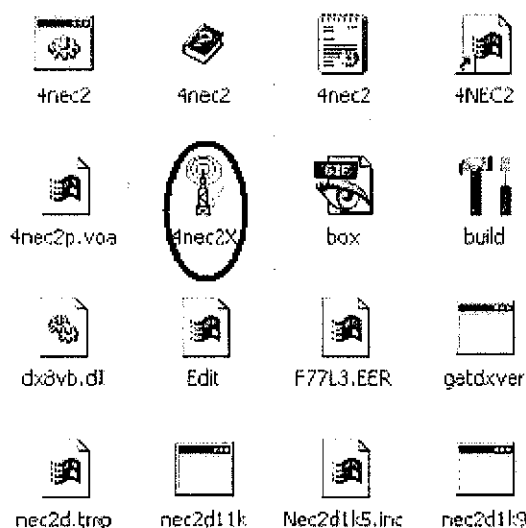 4nec2 4nec2 4nec2 4NEC2
4nec2p.voa 4nec2X box build
dx8vb.dl Edit F77L3.EER getdxver
nec2d.tmp nec2d11k Nec2d1k5.inc nec2d1k9